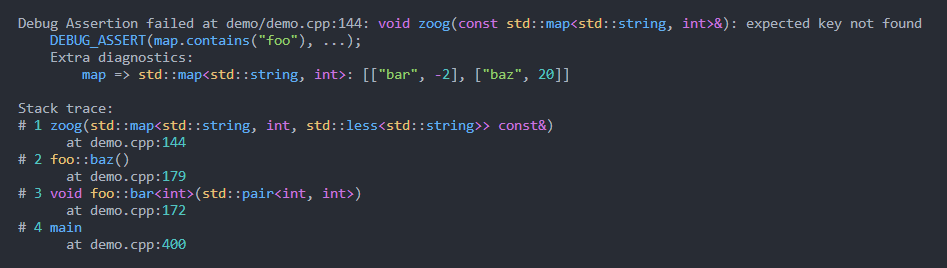 Debug Assertion failed at demo/demo.cpp:144: void zoog(const std::map<std::string, int>&): expected key not found
    DEBUG_ASSERT(map.contains("foo"), ...);
    Extra diagnostics:
        map => std::map<std::string, int>: [["bar", -2], ["baz", 20]]

Stack trace:
# 1 zoog(std::map<std::string, int, std::less<std::string>> const&)
      at demo.cpp:144
# 2 foo::baz()
      at demo.cpp:179
# 3 void foo::bar<int>(std::pair<int, int>)
      at demo.cpp:172
# 4 main
      at demo.cpp:400